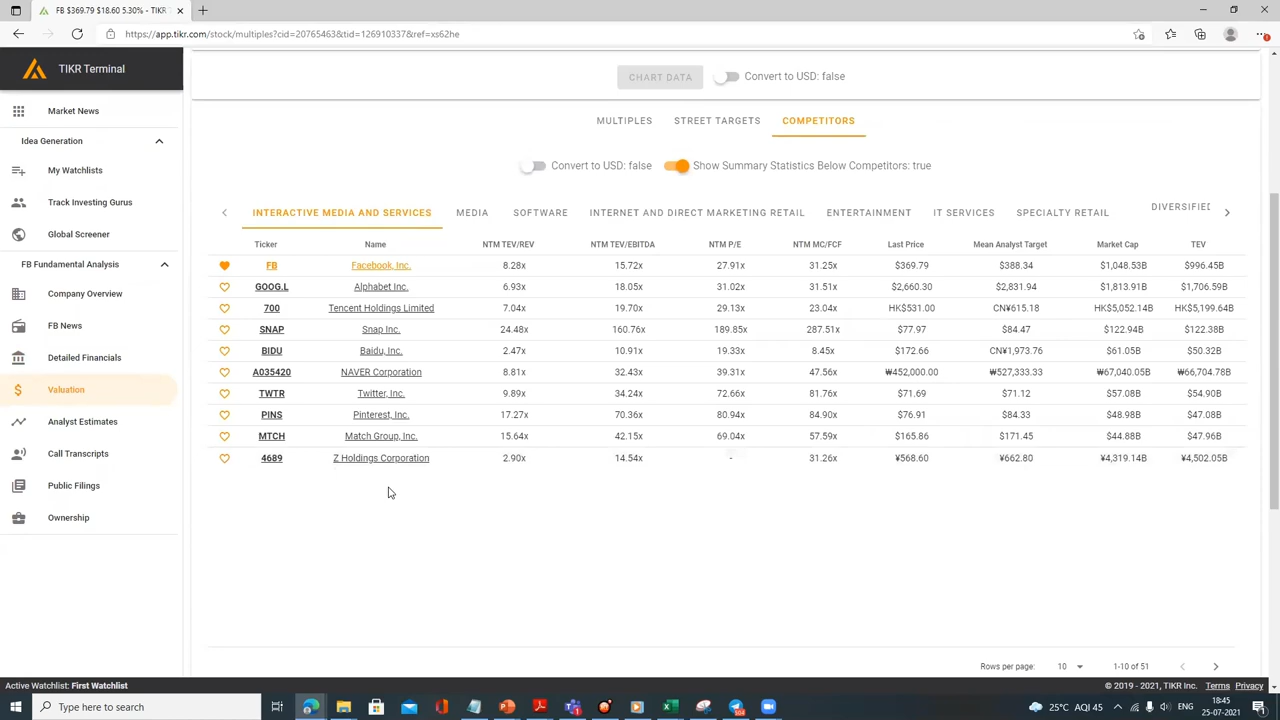 FB $369.79 $18.60 5.30% - TIKR T
https://app.tikr.com/stock/multiples?cid=20765463&tid=126910337&ref=xs62he
TIKR Terminal
Market News
Idea Generation
My Watchlists
Track Investing Gurus
Global Screener
FB Fundamental Analysis
Company Overview
FB News
Detailed Financials
Valuation
Analyst Estimates
Call Transcripts
Public Filings
Ownership
CHART DATA Convert to USD: false
MULTIPLES STREET TARGETS COMPETITORS
Convert to USD: false Show Summary Statistics Below Competitors: true
INTERACTIVE MEDIA AND SERVICES MEDIA SOFTWARE INTERNET AND DIRECT MARKETING RETAIL ENTERTAINMENT IT SERVICES SPECIALTY RETAIL DIVERSIFIED
Ticker Name NTM TEV/REV NTM TEV/EBITDA NTM P/E NTM MC/FCF Last Price Mean Analyst Target Market Cap TEV
FB Facebook, Inc. 8.28x 15.72x 27.91x 31.25x $369.79 $388.34 $1,048.53B $996.45B
GOOG.L Alphabet Inc. 6.93x 18.05x 31.02x 31.51x $2,660.30 $2,831.94 $1,813.91B $1,706.59B
700 Tencent Holdings Limited 7.04x 19.70x 29.13x 23.04x HK$531.00 CN¥615.18 HK$5,052.14B HK$5,199.64B
SNAP Snap Inc. 24.48x 160.76x 189.85x 287.51x $77.97 $84.47 $122.94B $122.38B
BIDU Baidu, Inc. 2.47x 10.91x 19.33x 8.45x $172.66 CN¥1,973.76 $61.05B $50.32B
A035420 NAVER Corporation 8.81x 32.43x 39.31x 47.56x ₩452,000.00 ₩527,333.33 ₩67,040.05B ₩66,704.78B
TWTR Twitter, Inc. 9.89x 34.24x 72.66x 81.76x $71.69 $71.12 $57.08B $54.90B
PINS Pinterest, Inc. 17.27x 70.36x 80.94x 84.90x $76.91 $84.33 $48.98B $47.08B
MTCH Match Group, Inc. 15.64x 42.15x 69.04x 57.59x $165.86 $171.45 $44.88B $47.96B
4689 Z Holdings Corporation 2.90x 14.54x - 31.26x ¥568.60 ¥662.80 ¥4,319.14B ¥4,502.05B
Rows per page: 10 1-10 of 51
Active Watchlist: First Watchlist © 2019 - 2021, TIKR Inc. Terms Privacy
Type here to search
25°C AQI 45
18:45
25-07-2021